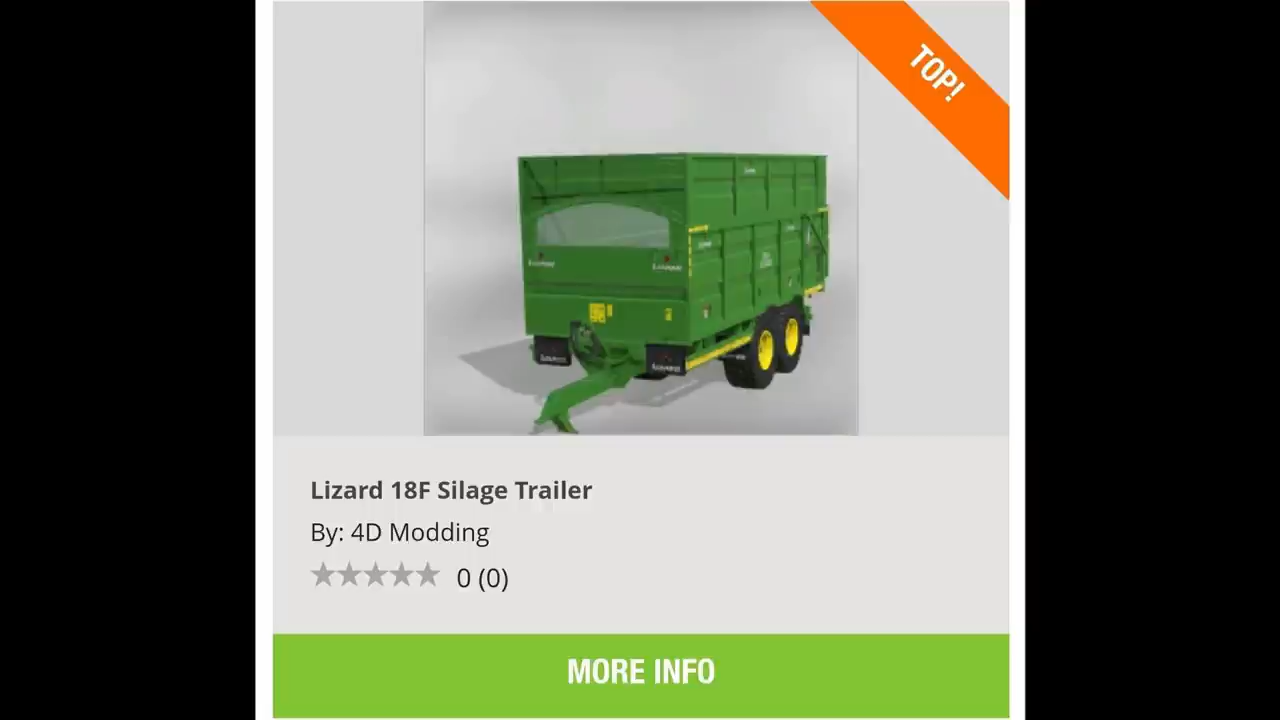 TOP!
Lizard 18F Silage Trailer
By: 4D Modding
0 (0)
MORE INFO